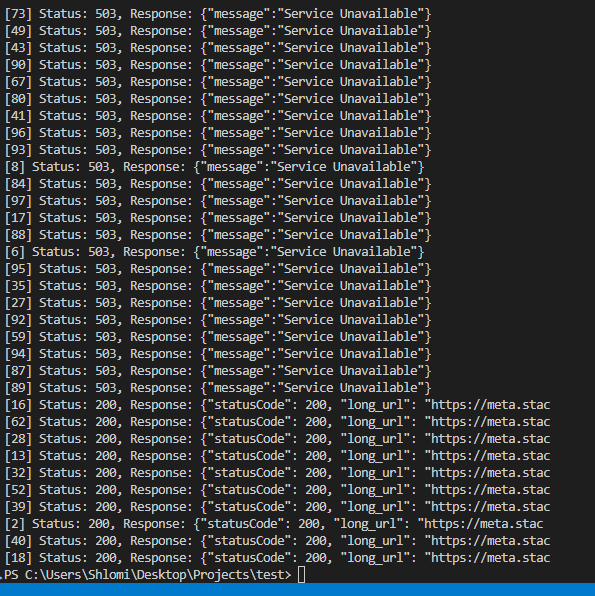 [73] Status: 503, Response: {"message":"Service Unavailable"}
[49] Status: 503, Response: {"message":"Service Unavailable"}
[43] Status: 503, Response: {"message":"Service Unavailable"}
[90] Status: 503, Response: {"message":"Service Unavailable"}
[67] Status: 503, Response: {"message":"Service Unavailable"}
[80] Status: 503, Response: {"message":"Service Unavailable"}
[41] Status: 503, Response: {"message":"Service Unavailable"}
[96] Status: 503, Response: {"message":"Service Unavailable"}
[93] Status: 503, Response: {"message":"Service Unavailable"}
[8] Status: 503, Response: {"message":"Service Unavailable"}
[84] Status: 503, Response: {"message":"Service Unavailable"}
[97] Status: 503, Response: {"message":"Service Unavailable"}
[17] Status: 503, Response: {"message":"Service Unavailable"}
[88] Status: 503, Response: {"message":"Service Unavailable"}
[6] Status: 503, Response: {"message":"Service Unavailable"}
[95] Status: 503, Response: {"message":"Service Unavailable"}
[35] Status: 503, Response: {"message":"Service Unavailable"}
[27] Status: 503, Response: {"message":"Service Unavailable"}
[92] Status: 503, Response: {"message":"Service Unavailable"}
[59] Status: 503, Response: {"message":"Service Unavailable"}
[94] Status: 503, Response: {"message":"Service Unavailable"}
[87] Status: 503, Response: {"message":"Service Unavailable"}
[89] Status: 503, Response: {"message":"Service Unavailable"}
[16] Status: 200, Response: {"statusCode": 200, "long_url": "https://meta.stac
[62] Status: 200, Response: {"statusCode": 200, "long_url": "https://meta.stac
[28] Status: 200, Response: {"statusCode": 200, "long_url": "https://meta.stac
[13] Status: 200, Response: {"statusCode": 200, "long_url": "https://meta.stac
[32] Status: 200, Response: {"statusCode": 200, "long_url": "https://meta.stac
[52] Status: 200, Response: {"statusCode": 200, "long_url": "https://meta.stac
[39] Status: 200, Response: {"statusCode": 200, "long_url": "https://meta.stac
[2] Status: 200, Response: {"statusCode": 200, "long_url": "https://meta.stac
[40] Status: 200, Response: {"statusCode": 200, "long_url": "https://meta.stac
[18] Status: 200, Response: {"statusCode": 200, "long_url": "https://meta.stac
.PS C:\Users\Shlomi\Desktop\Projects\test>